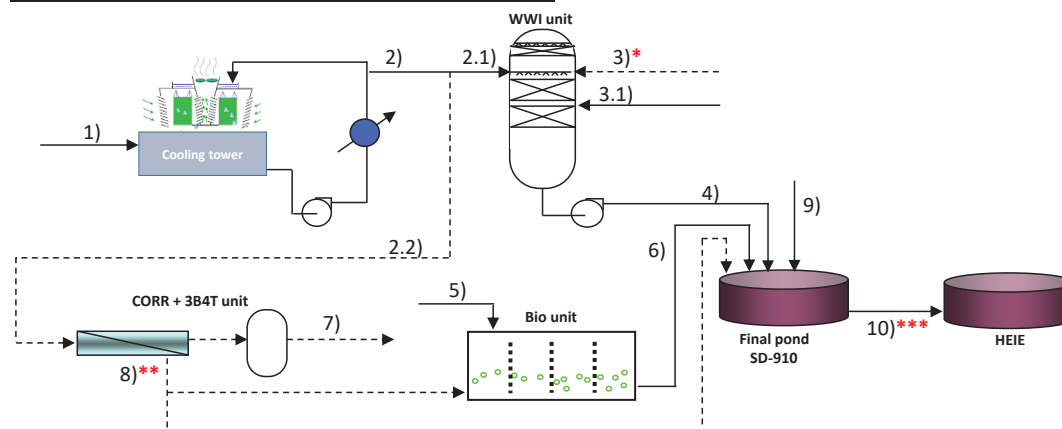 WWI unit
2)
2.1)
3)*
3.1)
1)
Cooling tower
4)
9)
2.2)
6)
CORR + 3B4T unit
5)
7)
Bio unit
10)***
Final pond
SD-910
HEIE
8)**